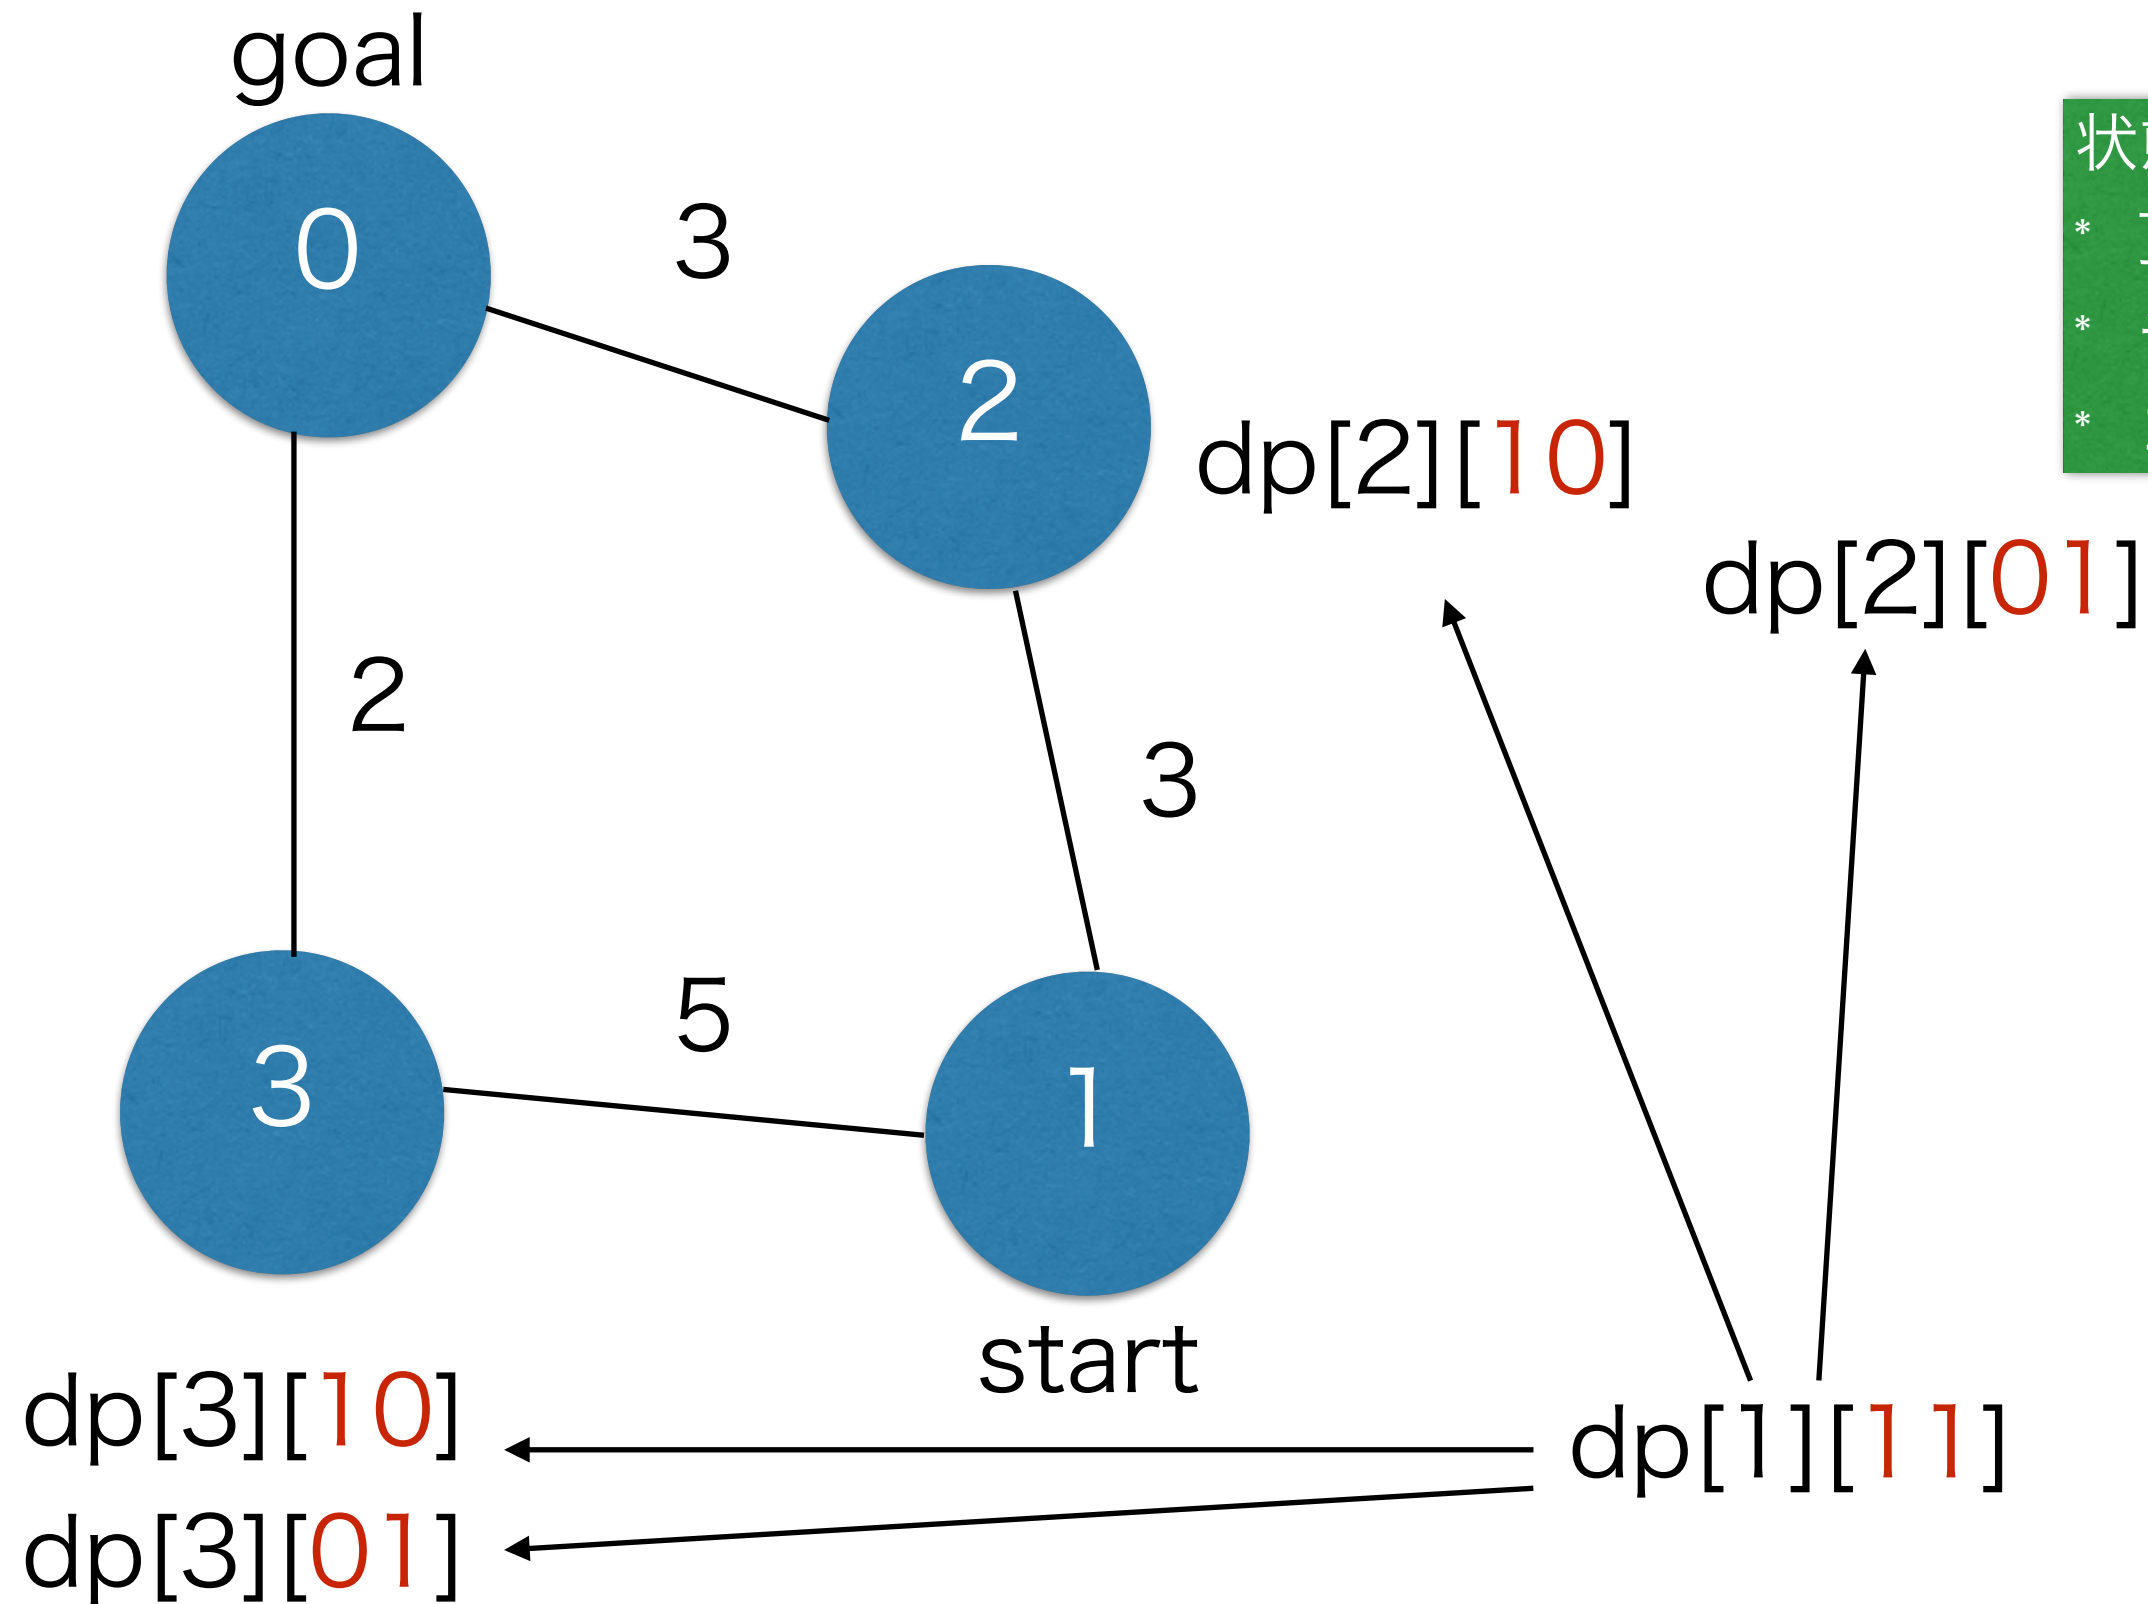 goal
0
3
2
dp[2][10]
dp[2][01]
2
3
5
3
1
start
dp[3][10]
dp[3][01]
dp[1][11]
状
*
*
*